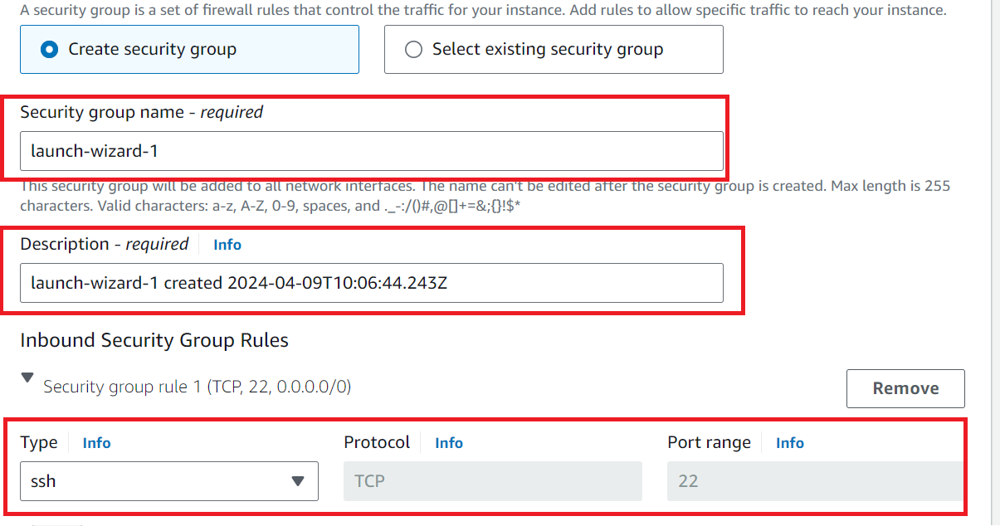 A security group is a set of firewall rules that control the traffic for your instance. Add rules to allow specific traffic to reach your instance.
Create security group
Select existing security group
Security group name - required
launch-wizard-1
This security group will be added to all network interfaces. The name can't be edited after the security group is created. Max length is 255
characters. Valid characters: a-z, A-Z, 0-9, spaces, and ._-:/()#,@[]+=&;{}!$*
Description - required Info
launch-wizard-1 created 2024-04-09T10:06:44.243Z
Inbound Security Group Rules
Security group rule 1 (TCP, 22, 0.0.0.0/0)
Remove
Type Info Protocol Info Port range Info
ssh TCP 22